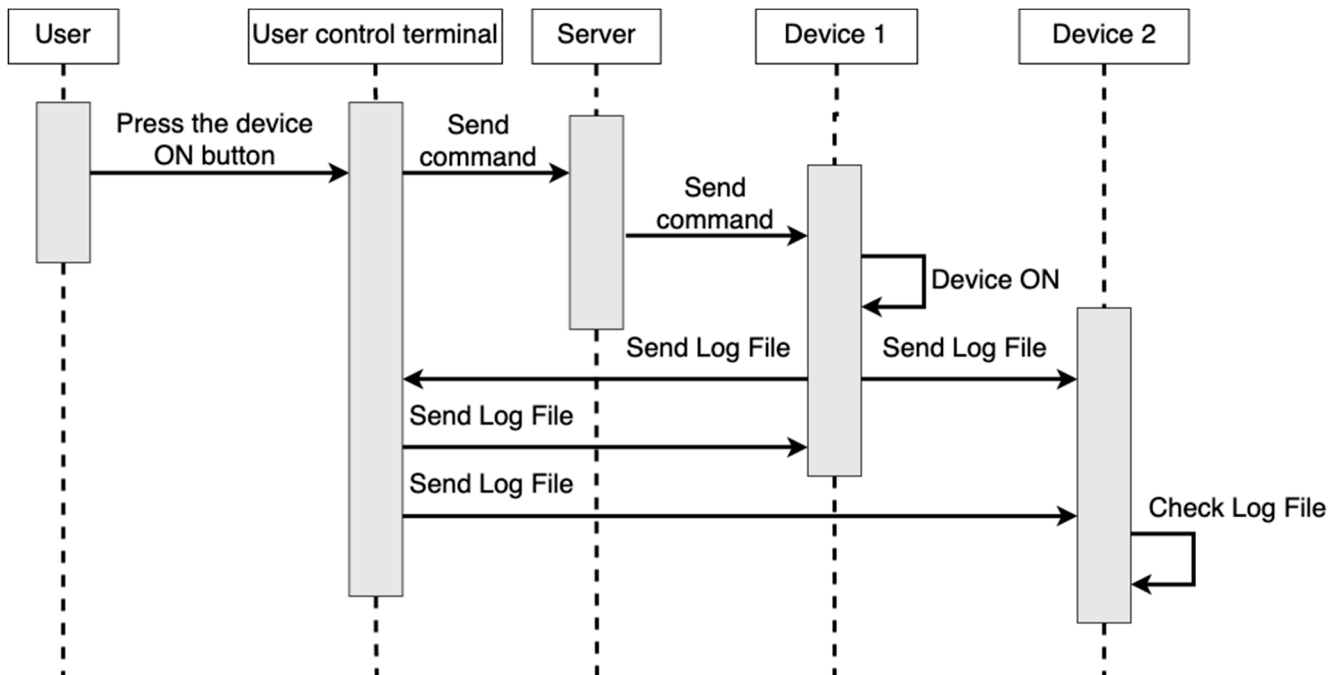 User
User control terminal
Server
Device 1
Device 2
Press the device
ON button
Send
command
Send
command
Device ON
Send Log File
Send Log File
Send Log File
Send Log File
Check Log File